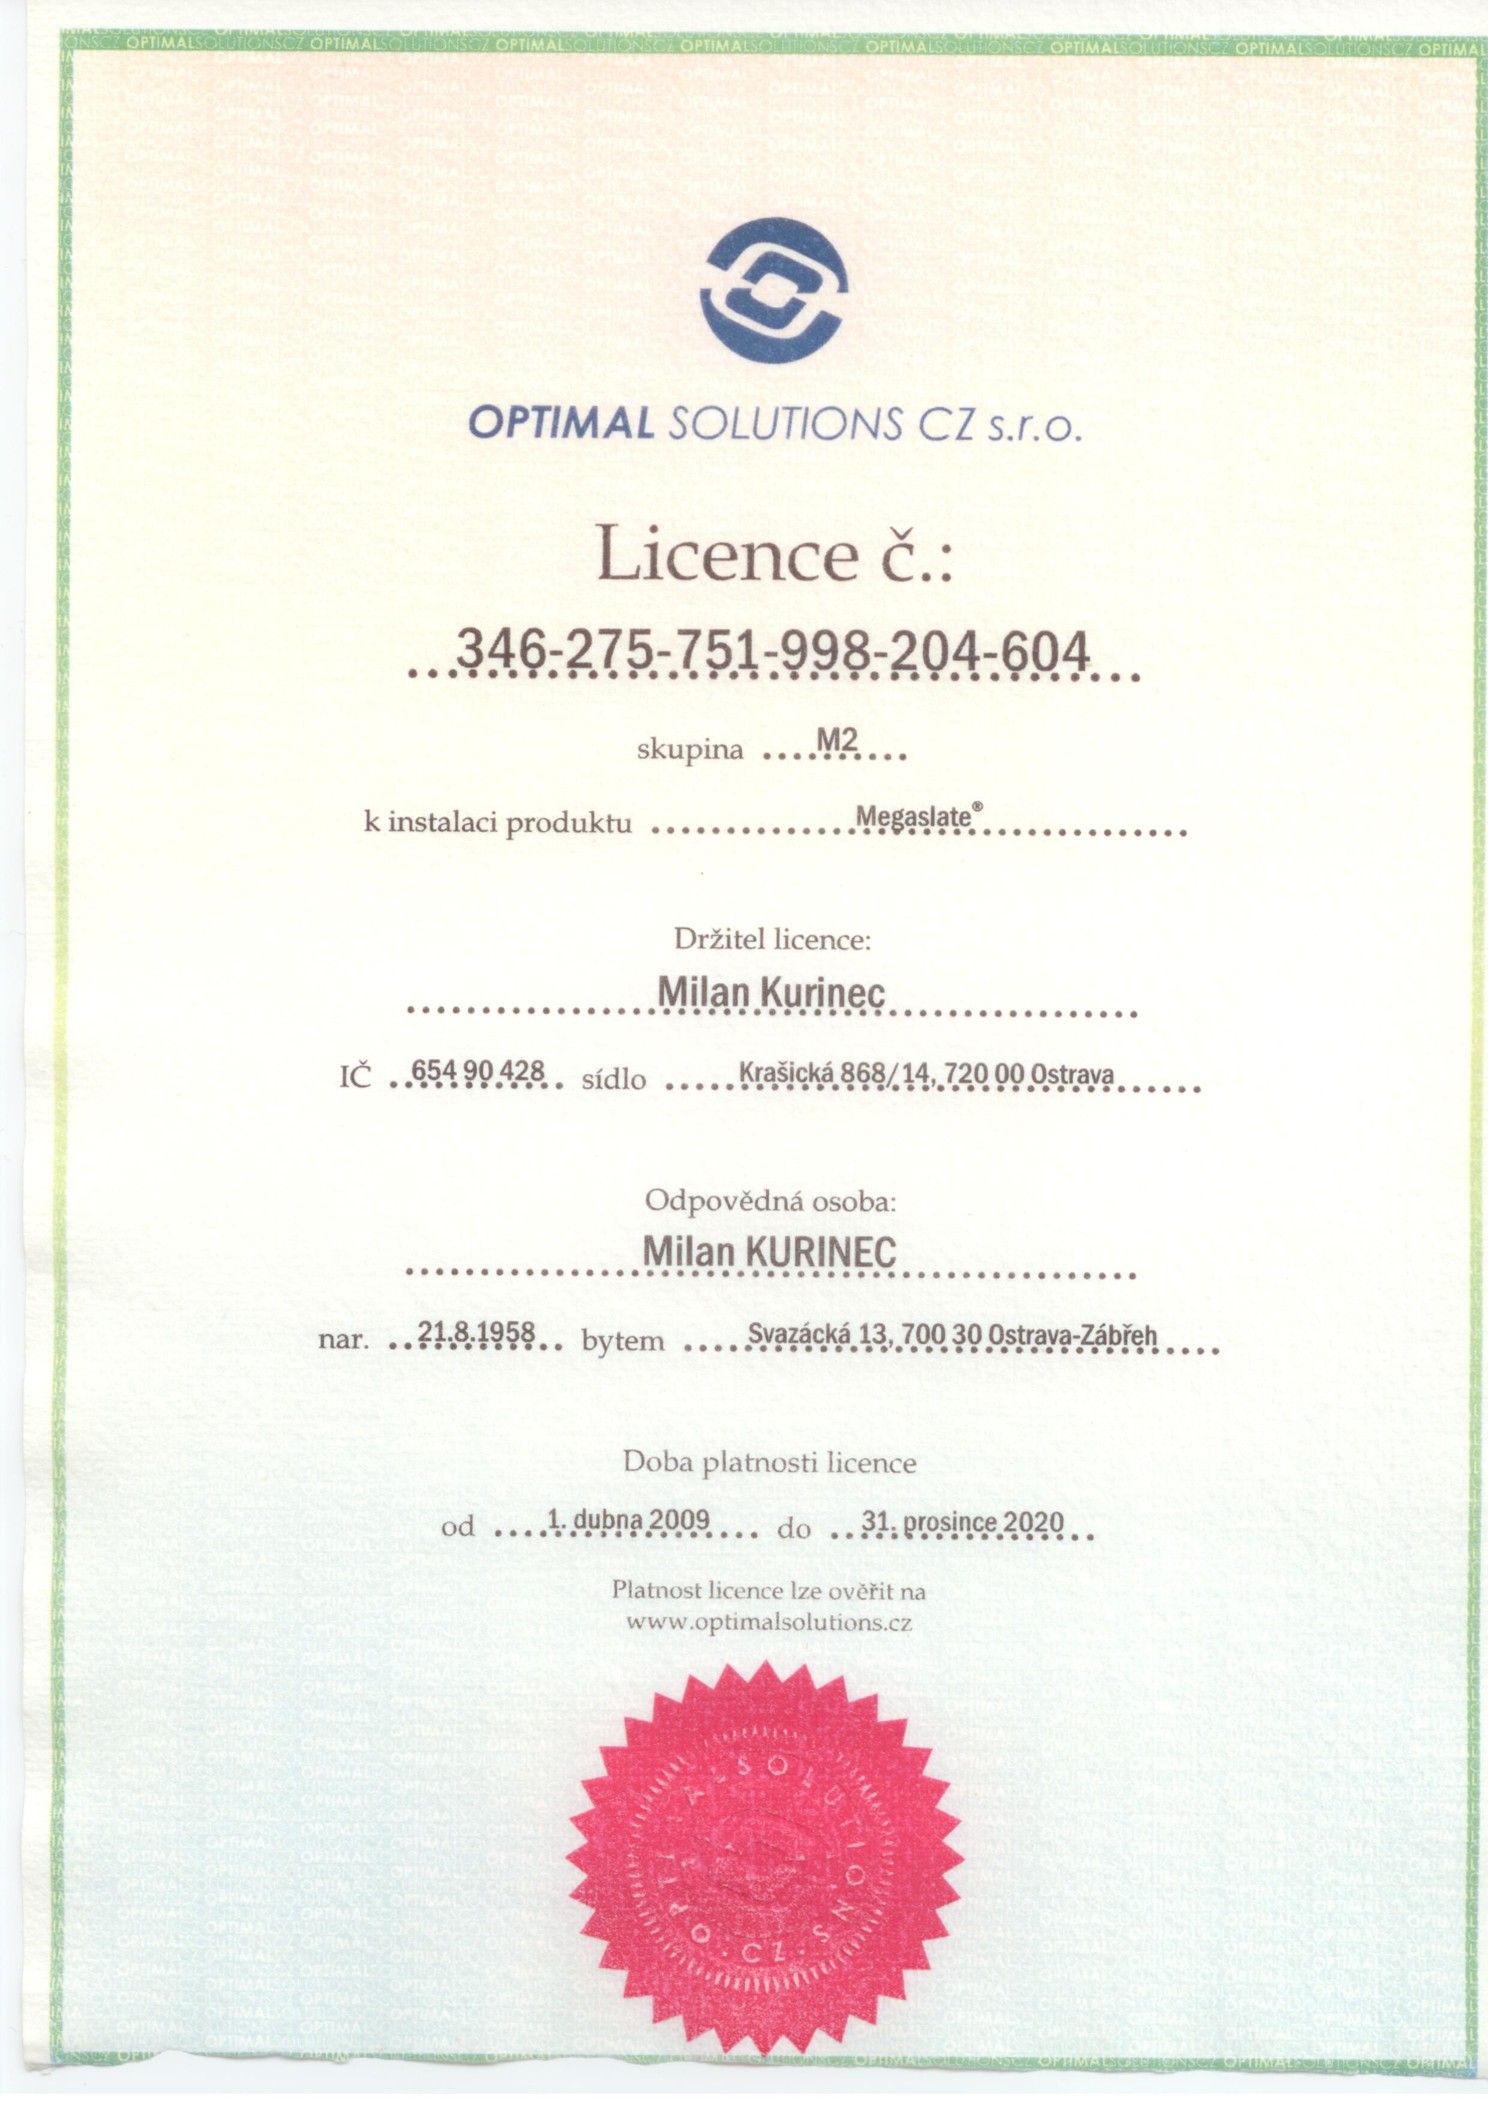 OPTIMAL SOLUTIONS CZ s.r.o.
Licence č.:
346-275-751-998-204-604
skupina M2
k instalaci produktu Megaslate®
Držitel licence:
Milan Kurinec
IČ 654 90 428 sídlo Krašická 868/14, 720 00 Ostrava
Odpovědná osoba:
Milan KURINEC
nar. 21.8.1958 bytem Svazácká 13, 700 30 Ostrava-Zábřeh
Doba platnosti licence
od 1. dubna 2009 do 31. prosince 2020
Platnost licence lze ověřit na
www.optimalsolutions.cz
OPTIMAL SOLUTIONS · CZ ·